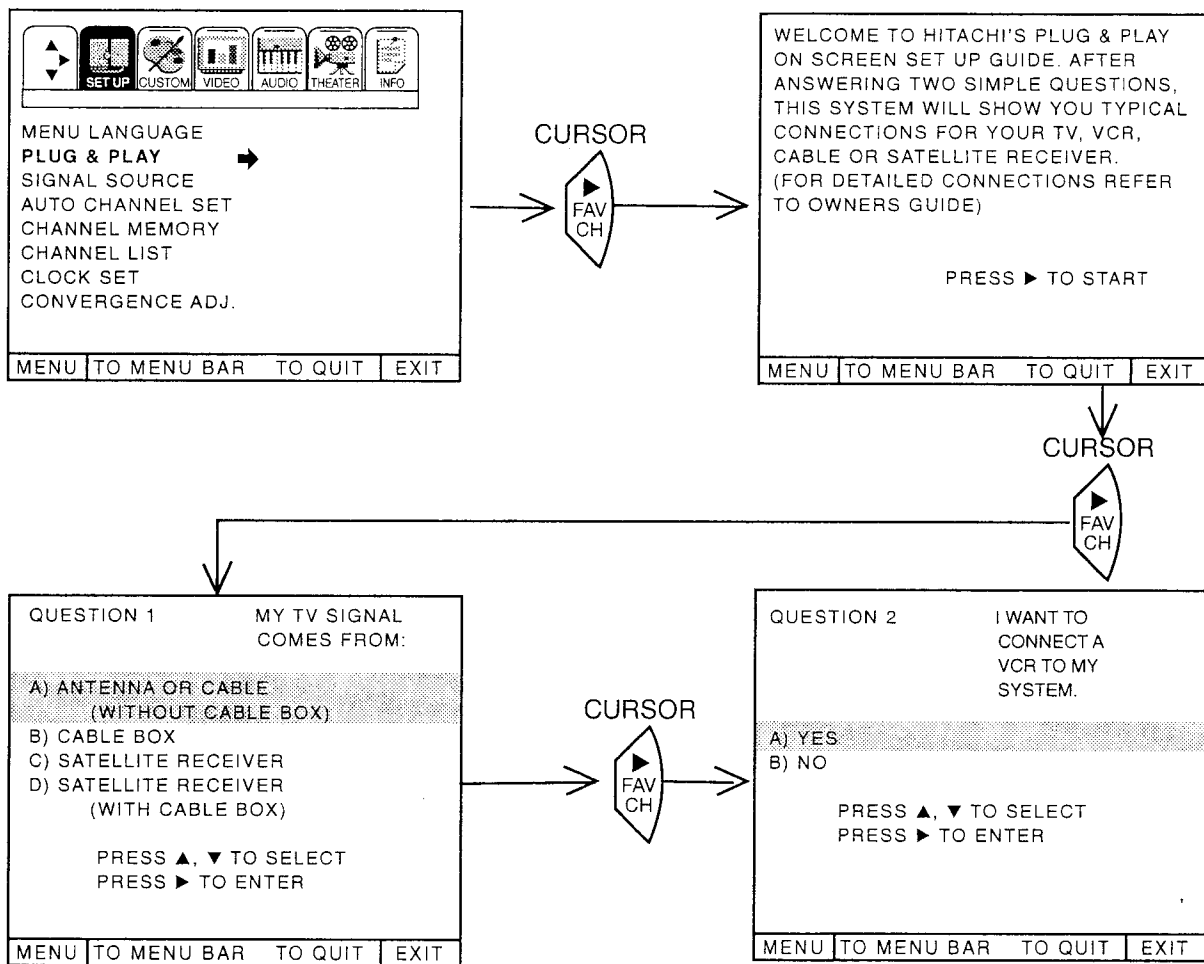 SET UP
CUSTOM
VIDEO
AUDIO
THEATER
INFO
MENU LANGUAGE
PLUG & PLAY
SIGNAL SOURCE
AUTO CHANNEL SET
CHANNEL MEMORY
CHANNEL LIST
CLOCK SET
CONVERGENCE ADJ.
MENU TO MENU BAR TO QUIT EXIT
CURSOR
FAV
CH
WELCOME TO HITACHI'S PLUG & PLAY
ON SCREEN SET UP GUIDE. AFTER
ANSWERING TWO SIMPLE QUESTIONS,
THIS SYSTEM WILL SHOW YOU TYPICAL
CONNECTIONS FOR YOUR TV, VCR,
CABLE OR SATELLITE RECEIVER.
(FOR DETAILED CONNECTIONS REFER
TO OWNERS GUIDE)
PRESS ▶ TO START
MENU TO MENU BAR TO QUIT EXIT
CURSOR
FAV
CH
QUESTION 1 MY TV SIGNAL
COMES FROM:
A) ANTENNA OR CABLE
(WITHOUT CABLE BOX)
B) CABLE BOX
C) SATELLITE RECEIVER
D) SATELLITE RECEIVER
(WITH CABLE BOX)
PRESS ▲, ▼ TO SELECT
PRESS ▶ TO ENTER
MENU TO MENU BAR TO QUIT EXIT
CURSOR
FAV
CH
QUESTION 2 I WANT TO
CONNECT A
VCR TO MY
SYSTEM.
A) YES
B) NO
PRESS ▲, ▼ TO SELECT
PRESS ▶ TO ENTER
MENU TO MENU BAR TO QUIT EXIT